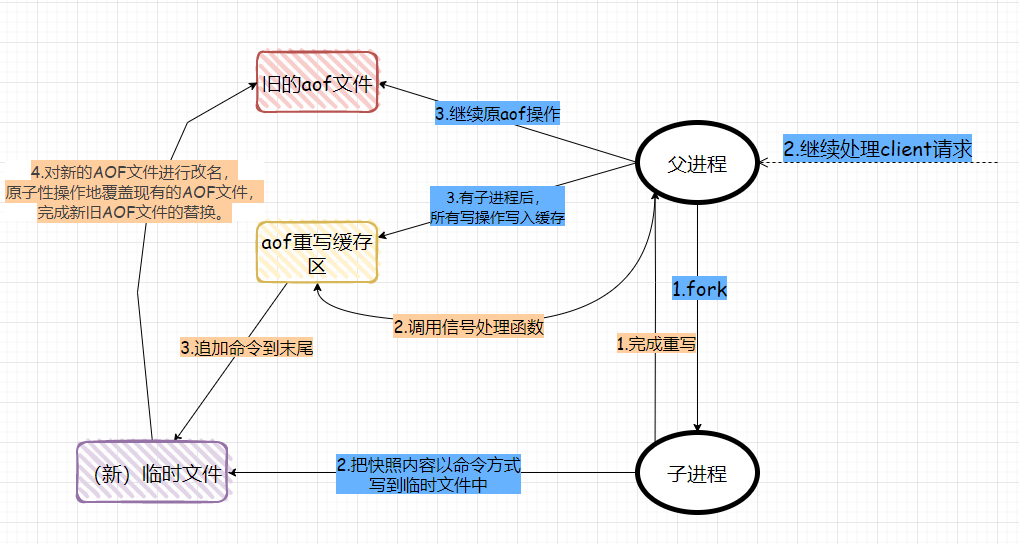 旧的aof文件
3.继续原aof操作
父进程
2.继续处理client请求
4.对新的AOF文件进行改名，
原子性操作地覆盖现有的AOF文件，
完成新旧AOF文件的替换。
3.有子进程后，
所有写操作写入缓存
aof重写缓存
区
1.fork
2.调用信号处理函数
1.完成重写
3.追加命令到末尾
（新）临时文件
2.把快照内容以命令方式
写到临时文件中
子进程